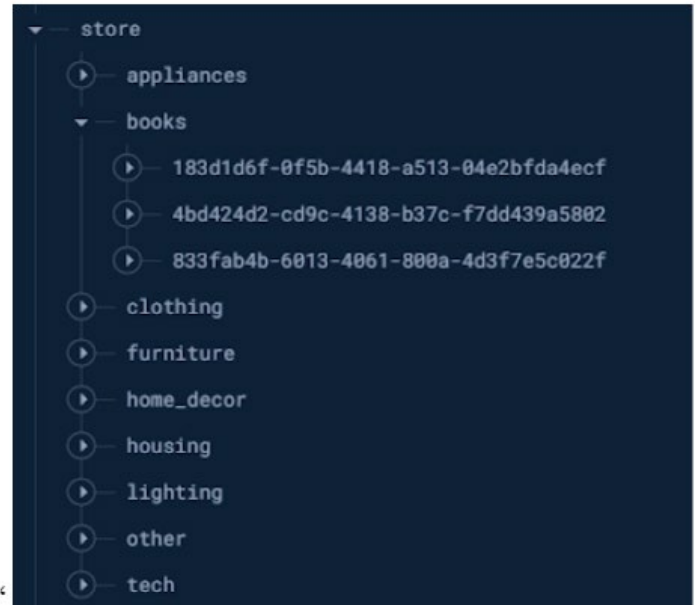 store
appliances
books
183d1d6f-0f5b-4418-a513-04e2bfda4ecf
4bd424d2-cd9c-4138-b37c-f7dd439a5802
833fab4b-6013-4061-800a-4d3f7e5c022f
clothing
furniture
home_decor
housing
lighting
other
“ tech